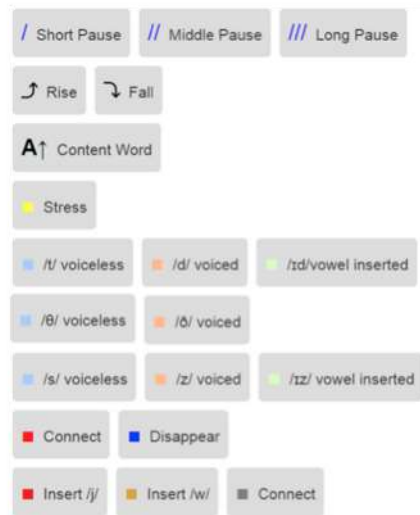 / Short Pause // Middle Pause /// Long Pause
Rise Fall
A↑ Content Word
Stress
/t/ voiceless /d/ voiced /ɪd/vowel inserted
/θ/ voiceless /ð/ voiced
/s/ voiceless /z/ voiced /ɪz/ vowel inserted
Connect Disappear
Insert /j/ Insert /w/ Connect